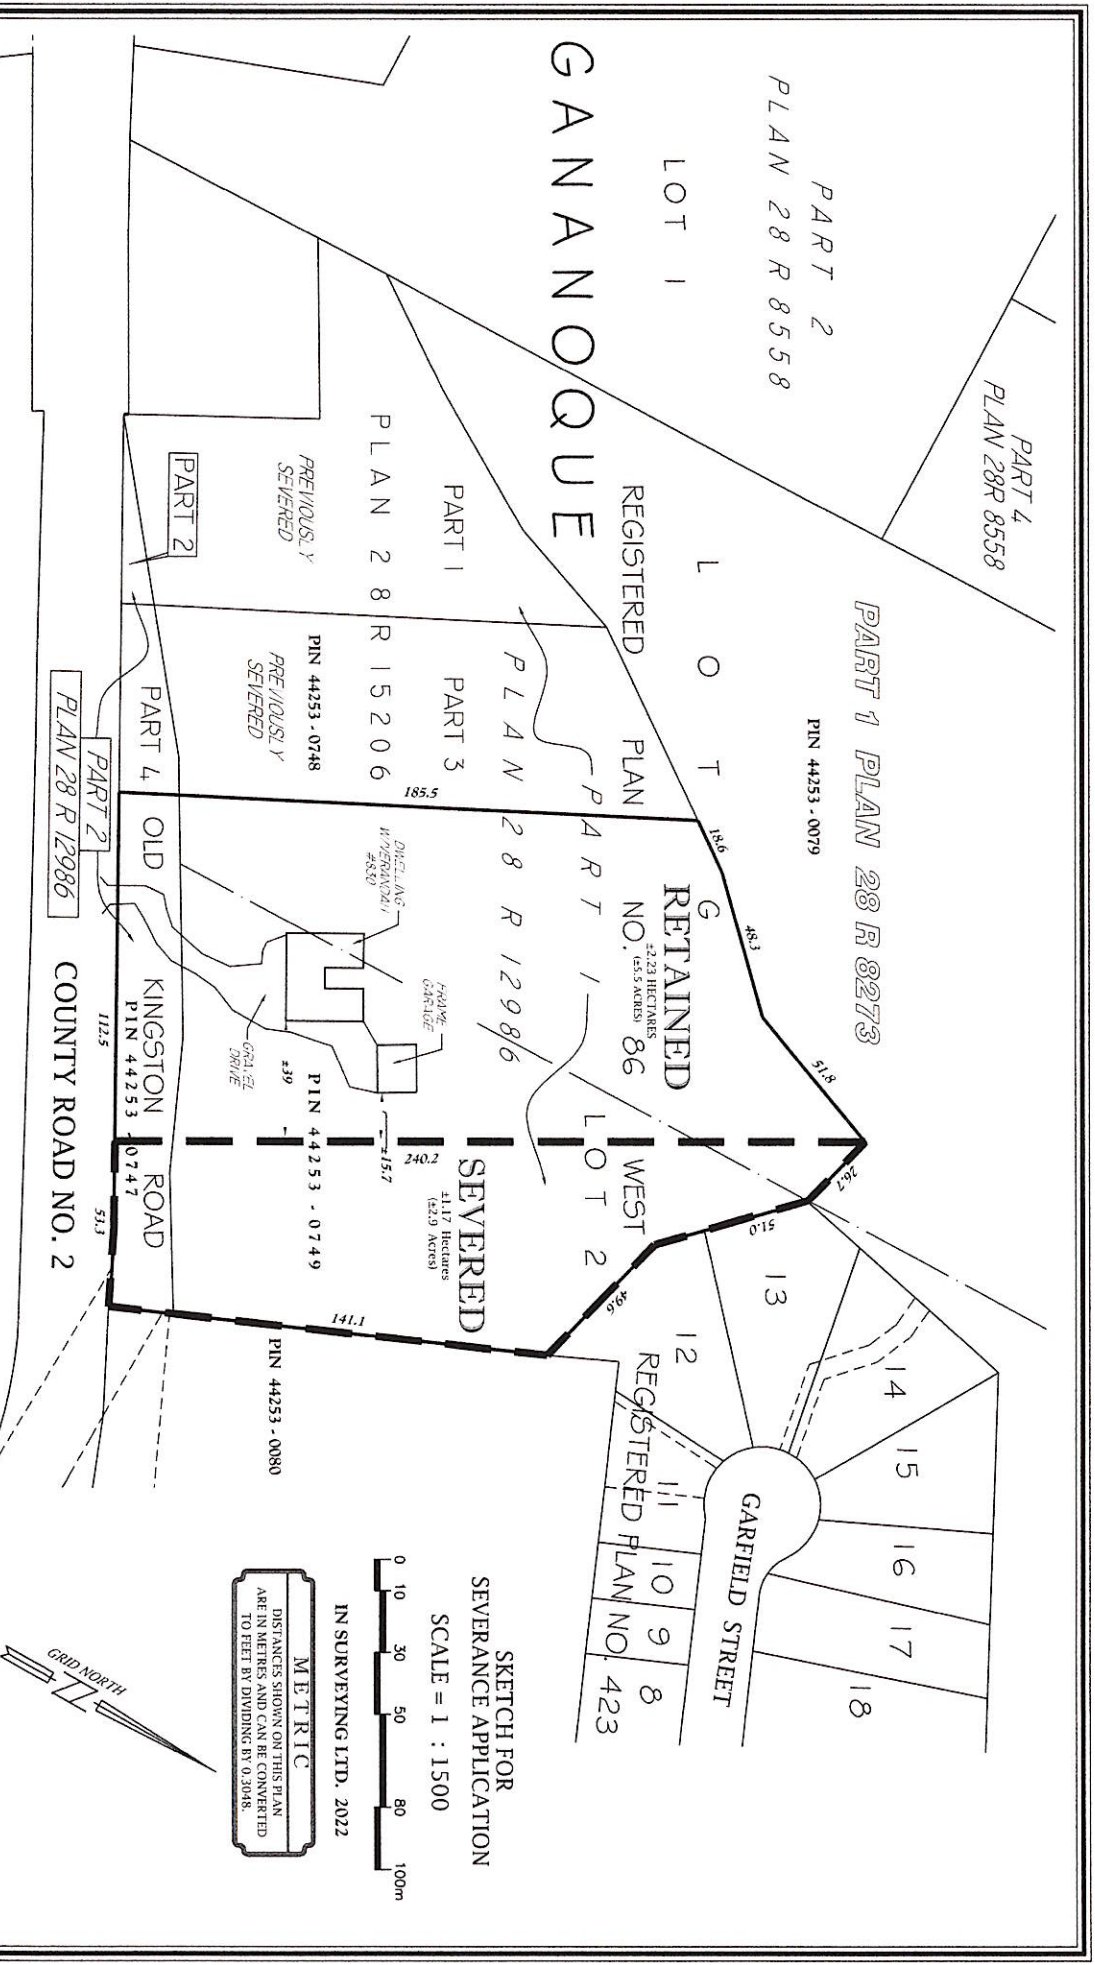 GANANOQUE
PART 2
PLAN 28 R 8558
LOT 1
PART 4
PLAN 28R 8558
PART 1 PLAN 28 R 8273
PIN 44253 - 0079
LOT G
REGISTERED PLAN NO. 86
WEST
LOT 2
PART 1
PLAN 28 R 12986
PART 1
PART 3
PLAN 28 R 15206
PREVIOUSLY
SEVERED
PIN 44253 - 0748
PREVIOUSLY
SEVERED
PART 2
PART 4
OLD KINGSTON ROAD
PIN 44253 - 0747
PART 2
PLAN 28 R 12986
COUNTY ROAD NO. 2
RETAINED
±2.23 HECTARES
(±5.5 ACRES)
DWELLING
W/VERANDAH
#830
FRAME
GARAGE
GRAVEL
DRIVE
PIN 44253 - 0749
SEVERED
±1.17 Hectares
(±2.9 Acres)
185.5
18.6
48.3
51.8
26.7
51.0
49.6
141.1
53.3
112.5
240.2
±39
±15.7
PIN 44253 - 0080
13
12
14
15
16
17
18
11
10
9
8
REGISTERED PLAN NO. 423
GARFIELD STREET
SKETCH FOR
SEVERANCE APPLICATION
SCALE = 1 : 1500
0 10 30 50 80 100m
IN SURVEYING LTD. 2022
METRIC
DISTANCES SHOWN ON THIS PLAN
ARE IN METRES AND CAN BE CONVERTED
TO FEET BY DIVIDING BY 0.3048.
GRID NORTH